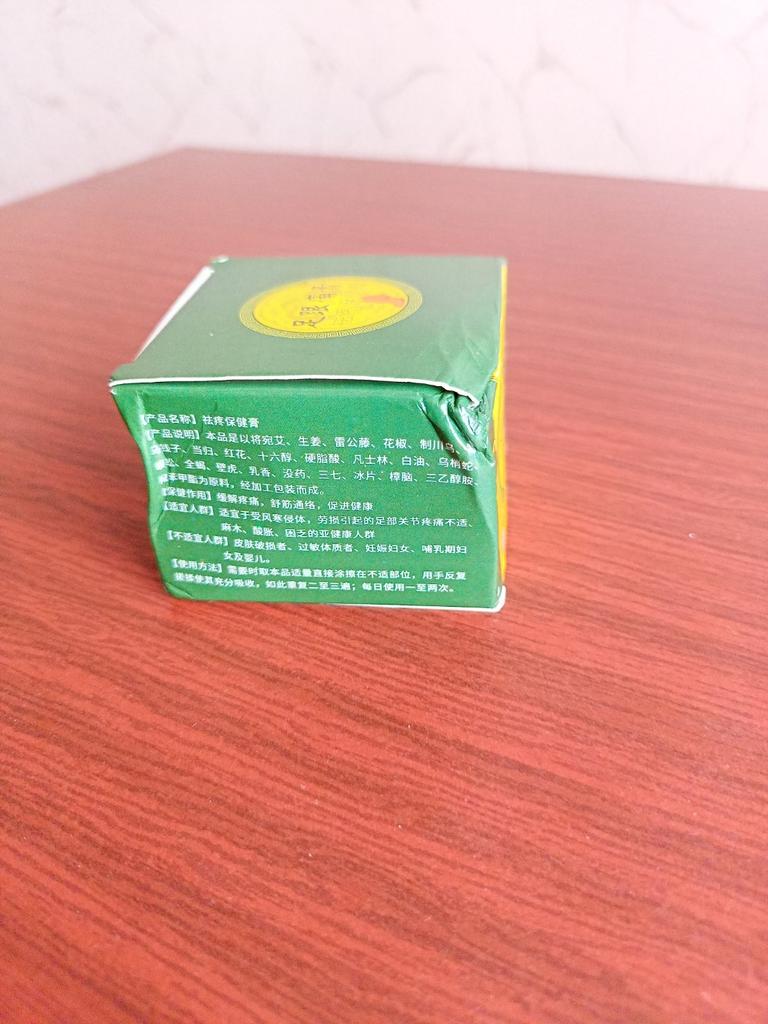 足跟膏
【产品名称】祛疼保健膏
【产品说明】本品是以将宛艾、生姜、雷公藤、花椒、制川乌、
钱子、当归、红花、十六醇、硬脂酸、凡士林、白油、乌梢蛇、
松、全蝎、壁虎、乳香、没药、三七、冰片、樟脑、三乙醇胺、
苯甲酯为原料，经加工包装而成。
【保健作用】缓解疼痛，舒筋通络，促进健康
【适宜人群】适宜于受风寒侵体，劳损引起的足部关节疼痛不适、
麻木、酸胀、困乏的亚健康人群
【不适宜人群】皮肤破损者、过敏体质者、妊娠妇女、哺乳期妇
女及婴儿。
【使用方法】需要时取本品适量直接涂擦在不适部位，用手反复
搓揉使其充分吸收，如此重复二至三遍；每日使用一至两次。